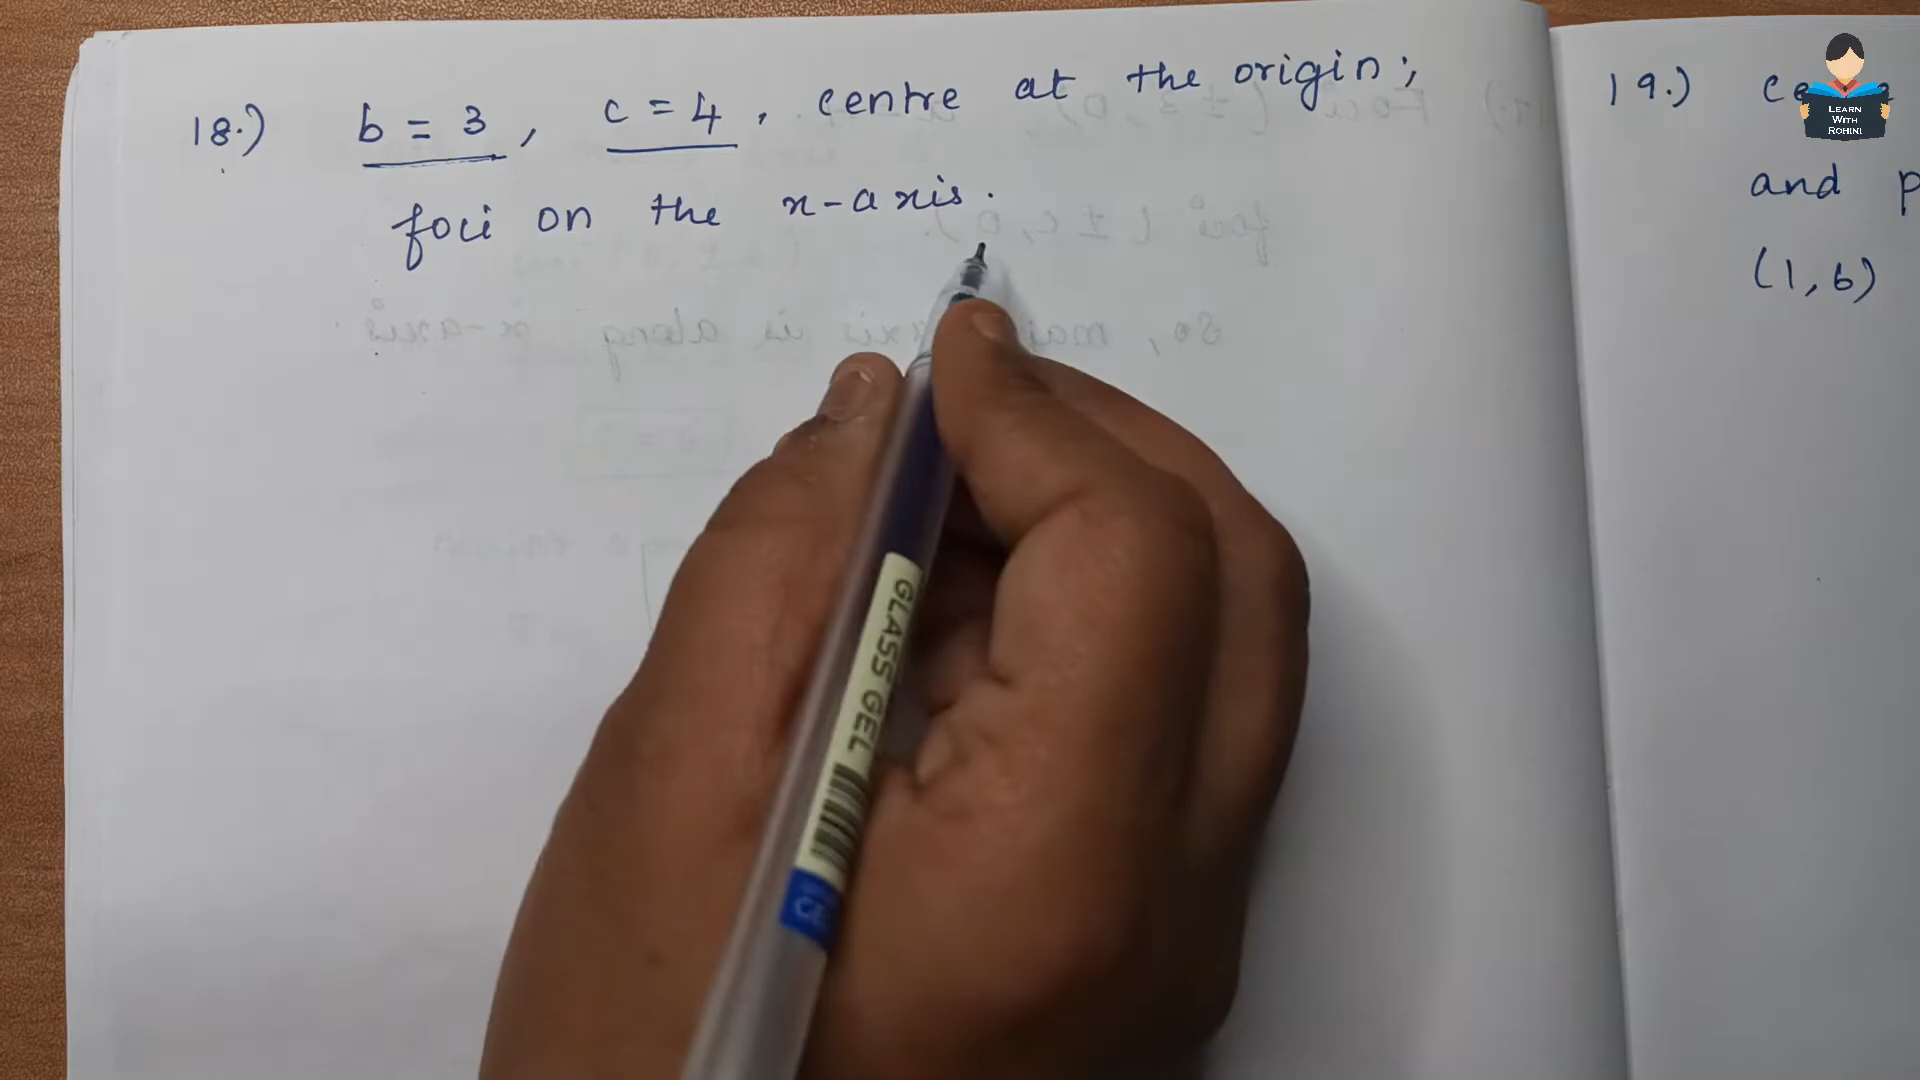 18.) b = 3, c = 4, centre at the origin;
foci on the x-axis.
19.)
and
(1, 6)
LEARN
WITH
ROHINI
GLASS GEL